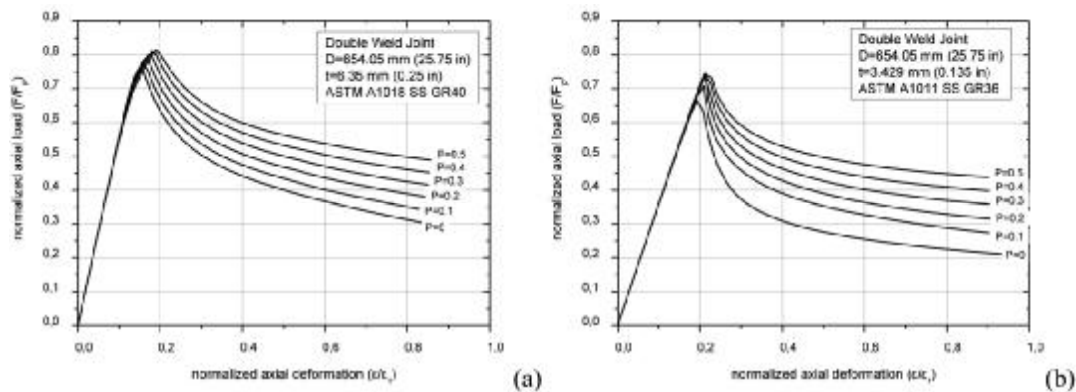 0,9
0,8
0,7
0,6
0,5
0,4
0,3
0,2
0,1
0,0
normalized axial load (F/Fy)
Double Weld Joint
D=654.05 mm (25.75 in)
t=6.35 mm (0.25 in)
ASTM A1018 SS GR40
P=0.5
P=0.4
P=0.3
P=0.2
P=0.1
P=0
0,0 0,2 0,4 0,6 0,8 1,0
normalized axial deformation (ε/εy)
(a)
0,9
0,8
0,7
0,6
0,5
0,4
0,3
0,2
0,1
0,0
normalized axial load (F/Fy)
Double Weld Joint
D=654.05 mm (25.75 in)
t=3.429 mm (0.135 in)
ASTM A1011 SS GR36
P=0.5
P=0.4
P=0.3
P=0.2
P=0.1
P=0
0,0 0,2 0,4 0,6 0,8 1,0
normalized axial deformation (ε/εy)
(b)